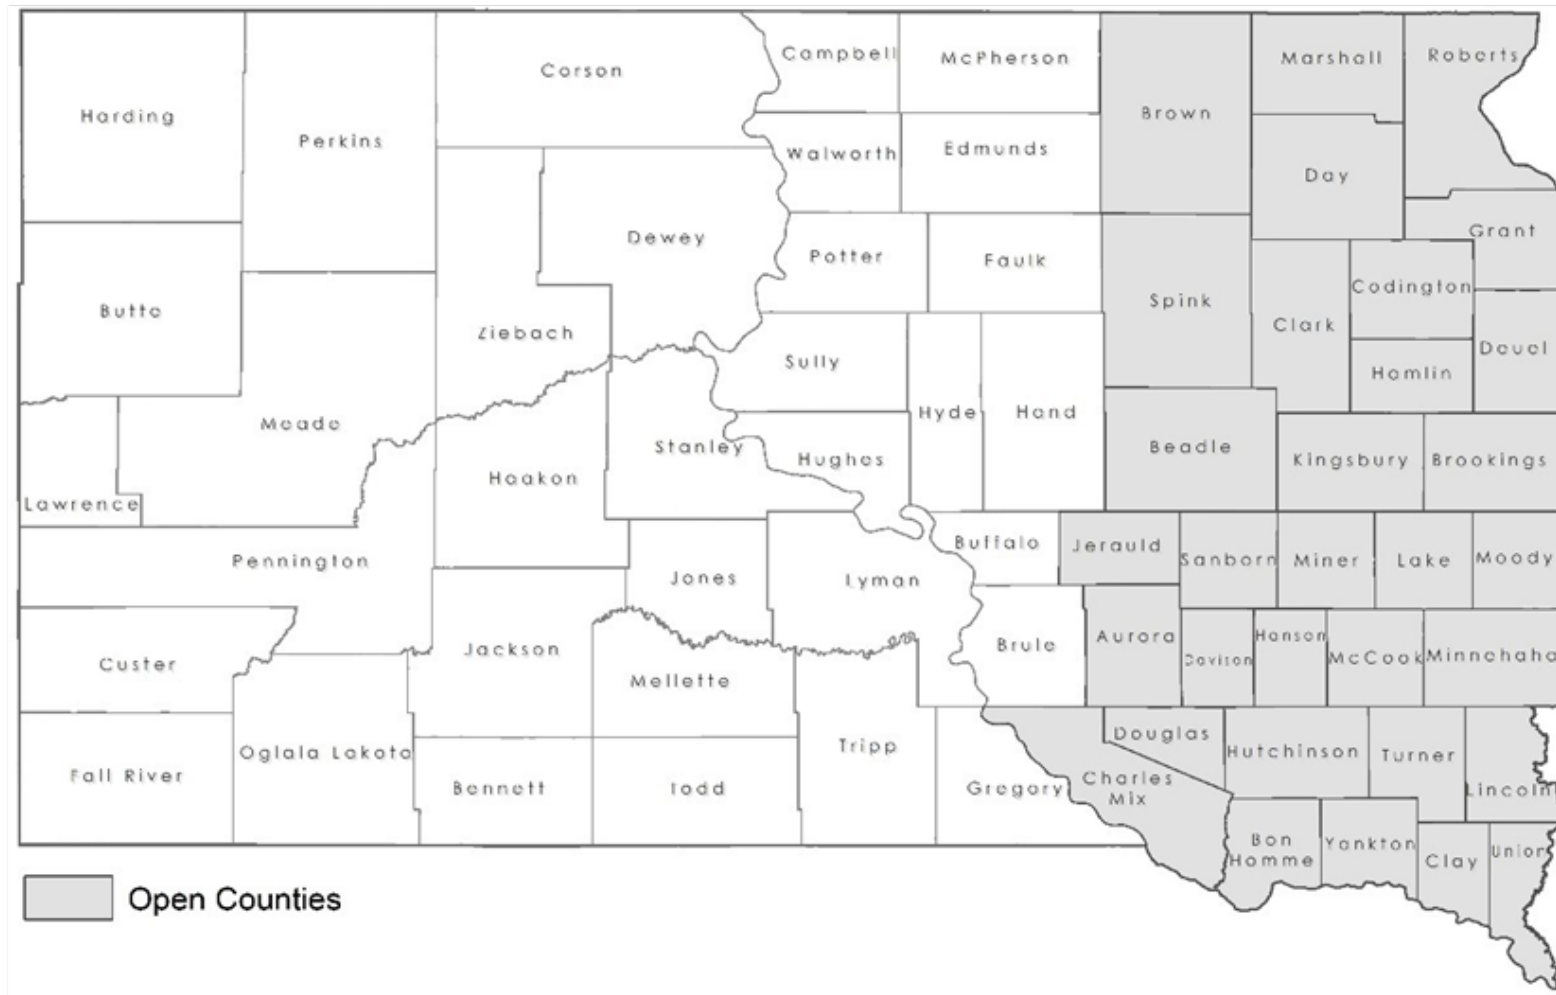 Harding
Perkins
Corson
Campbell
McPherson
Brown
Marshall
Roberts
Walworth
Edmunds
Day
Dewey
Potter
Faulk
Grant
Butte
Ziebach
Spink
Codington
Clark
Sully
Deuel
Hamlin
Meade
Hyde
Hand
Stanley
Hughes
Beadle
Kingsbury
Brookings
Haakon
Lawrence
Pennington
Buffalo
Jerauld
Sanborn
Miner
Lake
Moody
Jones
Lyman
Custer
Jackson
Brule
Aurora
Davison
Hanson
McCook
Minnehaha
Mellette
Oglala Lakota
Tripp
Douglas
Hutchinson
Turner
Fall River
Bennett
Todd
Gregory
Charles
Mix
Lincoln
Bon
Homme
Yankton
Clay
Union
Open Counties